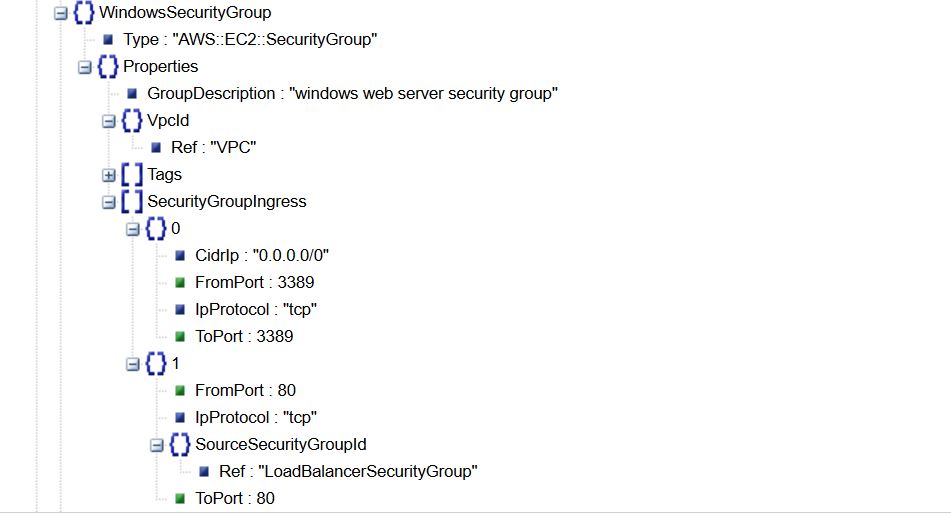 WindowsSecurityGroup
Type : "AWS::EC2::SecurityGroup"
Properties
GroupDescription : "windows web server security group"
VpcId
Ref : "VPC"
Tags
SecurityGroupIngress
0
CidrIp : "0.0.0.0/0"
FromPort : 3389
IpProtocol : "tcp"
ToPort : 3389
1
FromPort : 80
IpProtocol : "tcp"
SourceSecurityGroupId
Ref : "LoadBalancerSecurityGroup"
ToPort : 80